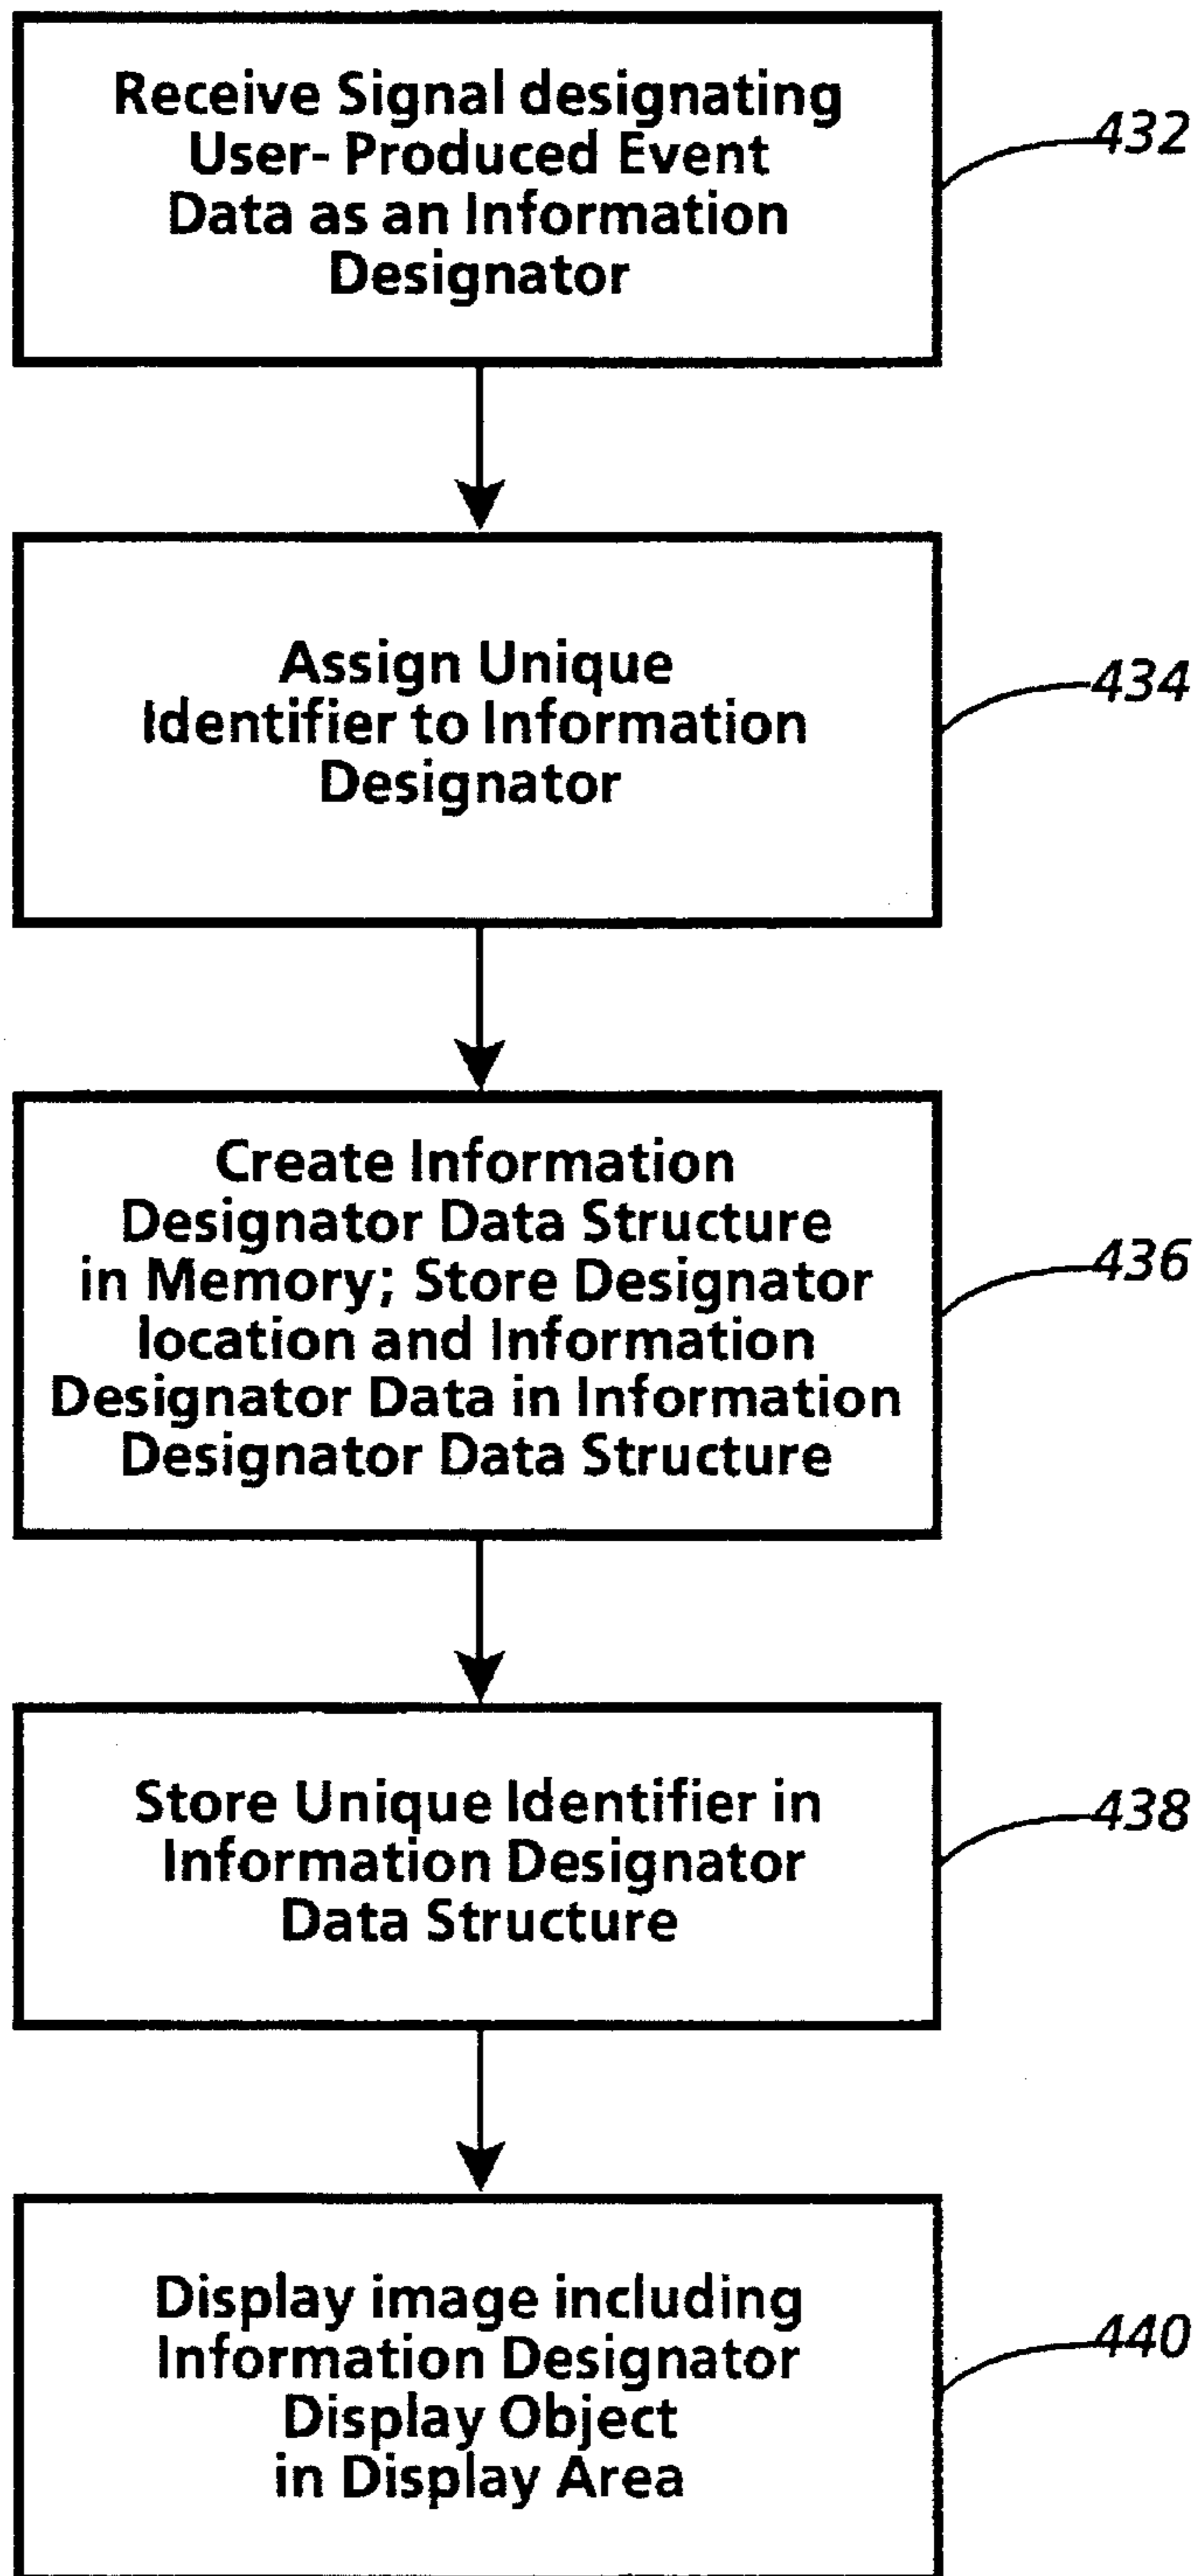 Receive Signal designating
User- Produced Event
Data as an Information
Designator
432
Assign Unique
Identifier to Information
Designator
434
Create Information
Designator Data Structure
in Memory; Store Designator
location and Information
Designator Data in Information
Designator Data Structure
436
Store Unique Identifier in
Information Designator
Data Structure
438
Display image including
Information Designator
Display Object
in Display Area
440